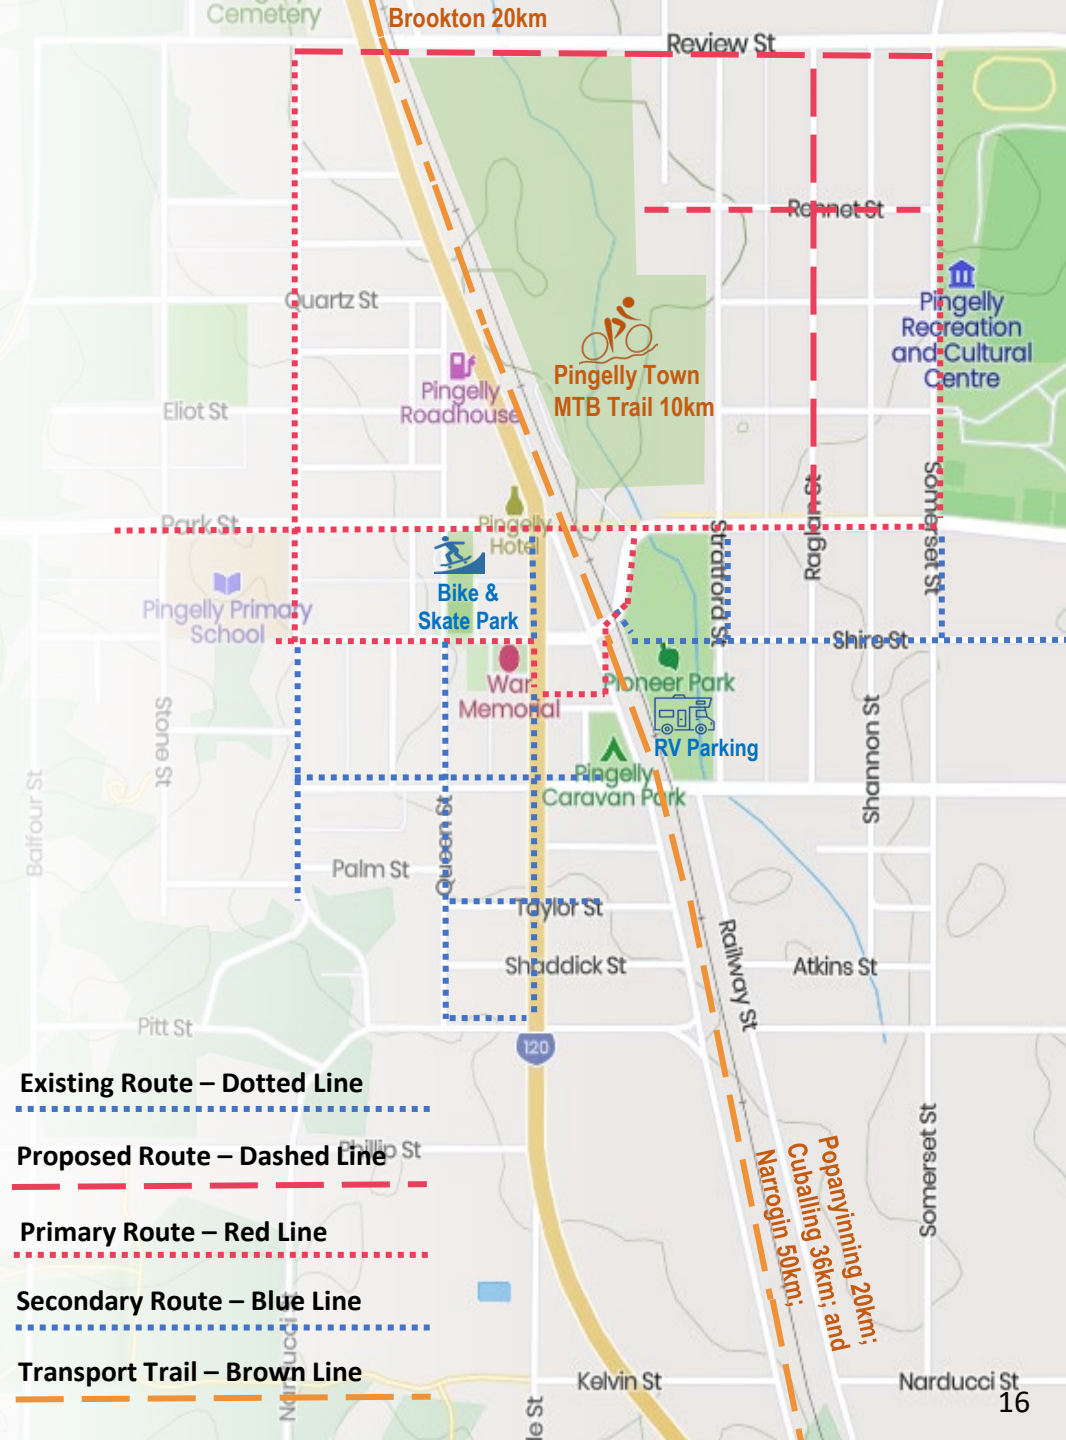 Cemetery
Brookton 20km
Review St
Rennet St
Quartz St
Pingelly
Recreation
and Cultural
Centre
Pingelly Town
MTB Trail 10km
Pingelly
Roadhouse
Eliot St
Park St
Pingelly
Hotel
Stratford St
Raglan St
Somerset St
Bike &
Skate Park
Pingelly Primary
School
Shire St
War
Memorial
Pioneer Park
RV Parking
Stone St
Shannon St
Balfour St
Pingelly
Caravan Park
Queen St
Palm St
Taylor St
Shaddick St
Railway St
Atkins St
Pitt St
120
Existing Route – Dotted Line
Phillip St
Proposed Route – Dashed Line
Primary Route – Red Line
Secondary Route – Blue Line
Transport Trail – Brown Line
Popanyinning 20km;
Cuballing 36km; and
Narrogin 50km;
Somerset St
Narducci St
Kelvin St
le St
Narducci St
16